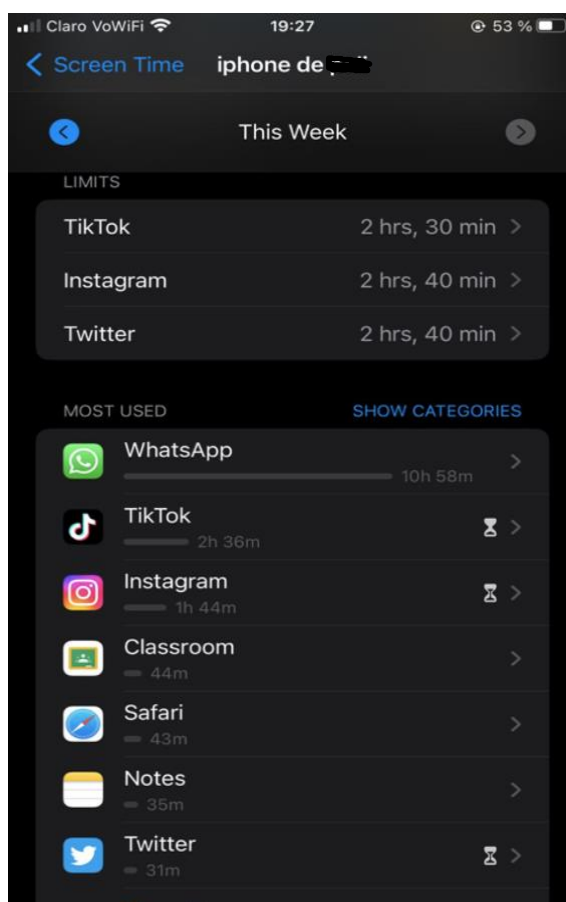 Claro VoWiFi 19:27 53 %
Screen Time iphone de
This Week
LIMITS
TikTok 2 hrs, 30 min
Instagram 2 hrs, 40 min
Twitter 2 hrs, 40 min
MOST USED SHOW CATEGORIES
WhatsApp
10h 58m
TikTok
2h 36m
Instagram
1h 44m
Classroom
44m
Safari
43m
Notes
35m
Twitter
31m